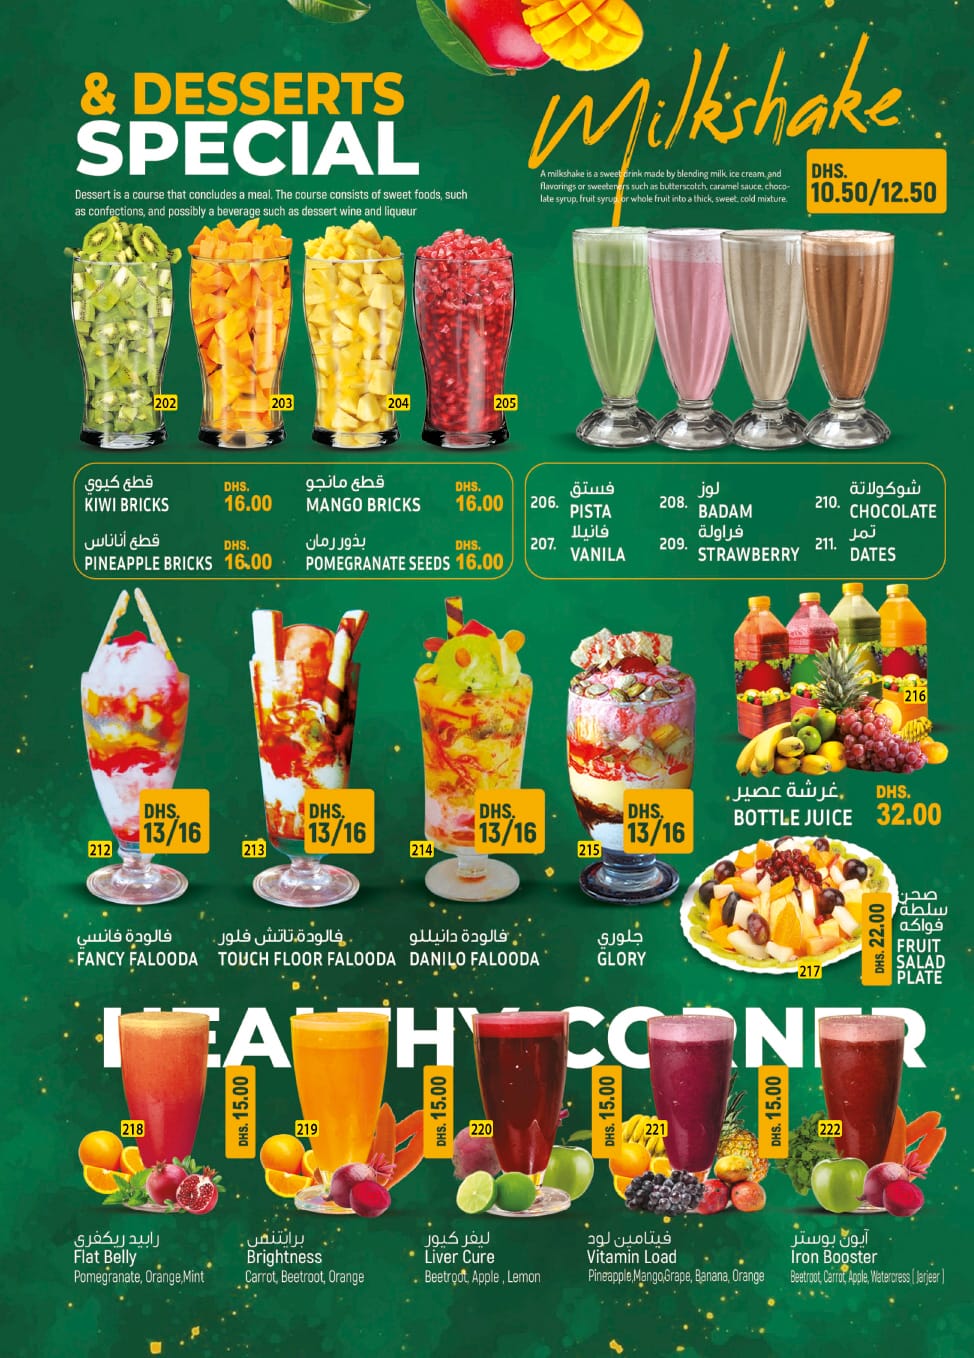 & DESSERTS
SPECIAL
Dessert is a course that concludes a meal. The course consists of sweet foods, such
as confections, and possibly a beverage such as dessert wine and liqueur
Milkshake
A milkshake is a sweet drink made by blending milk, ice cream, and
flavorings or sweeteners such as butterscotch, caramel sauce, choco-
late syrup, fruit syrup, or whole fruit into a thick, sweet, cold mixture.
DHS.
10.50/12.50
202
203
204
205
قطع كيوي
KIWI BRICKS
DHS.
16.00
قطع مانجو
MANGO BRICKS
DHS.
16.00
قطع أناناس
PINEAPPLE BRICKS
DHS.
16.00
بذور رمان
POMEGRANATE SEEDS
DHS.
16.00
206. فستق
PISTA
207. فانيلا
VANILA
208. لوز
BADAM
209. فراولة
STRAWBERRY
210. شوكولاتة
CHOCOLATE
211. تمر
DATES
DHS.
13/16
212
فالودة فانسي
FANCY FALOODA
DHS.
13/16
213
فالودة تاتش فلور
TOUCH FLOOR FALOODA
DHS.
13/16
214
فالودة دانيللو
DANILO FALOODA
DHS.
13/16
215
جلوري
GLORY
216
غرشة عصير
BOTTLE JUICE
DHS.
32.00
217
DHS. 22.00
صحن
سلطة
فواكه
FRUIT
SALAD
PLATE
HEALTHY CORNER
218
DHS. 15.00
219
DHS. 15.00
220
DHS. 15.00
221
DHS. 15.00
222
رابيد ريكفري
Flat Belly
Pomegranate, Orange,Mint
برايتنس
Brightness
Carrot, Beetroot, Orange
ليفر كيور
Liver Cure
Beetroot, Apple , Lemon
فيتامين لود
Vitamin Load
Pineapple,Mango,Grape, Banana, Orange
آيون بوستر
Iron Booster
Beetroot, Carrot, Apple, Watercress ( Jarjeer )